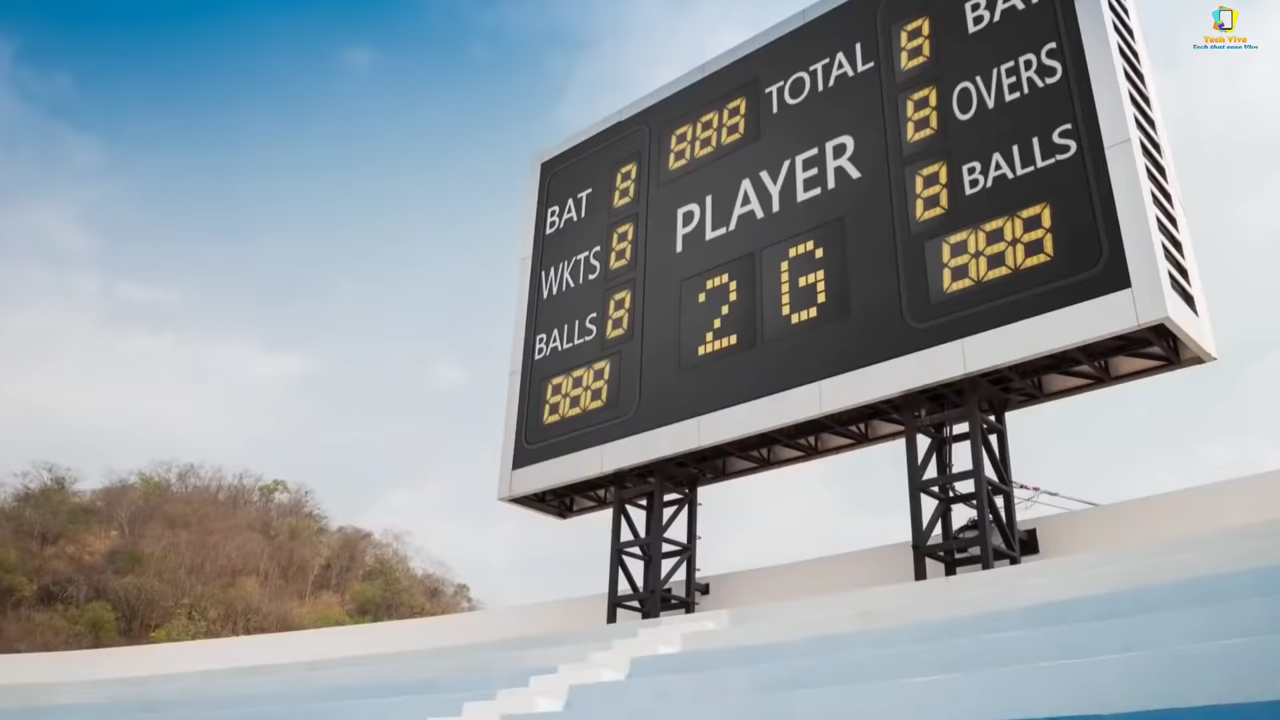 BAT 8
WKTS 8
BALLS 8
888
888 TOTAL
PLAYER
2 G
8 BAT
8 OVERS
8 BALLS
888
Tech Vive
Tech that ease Vive